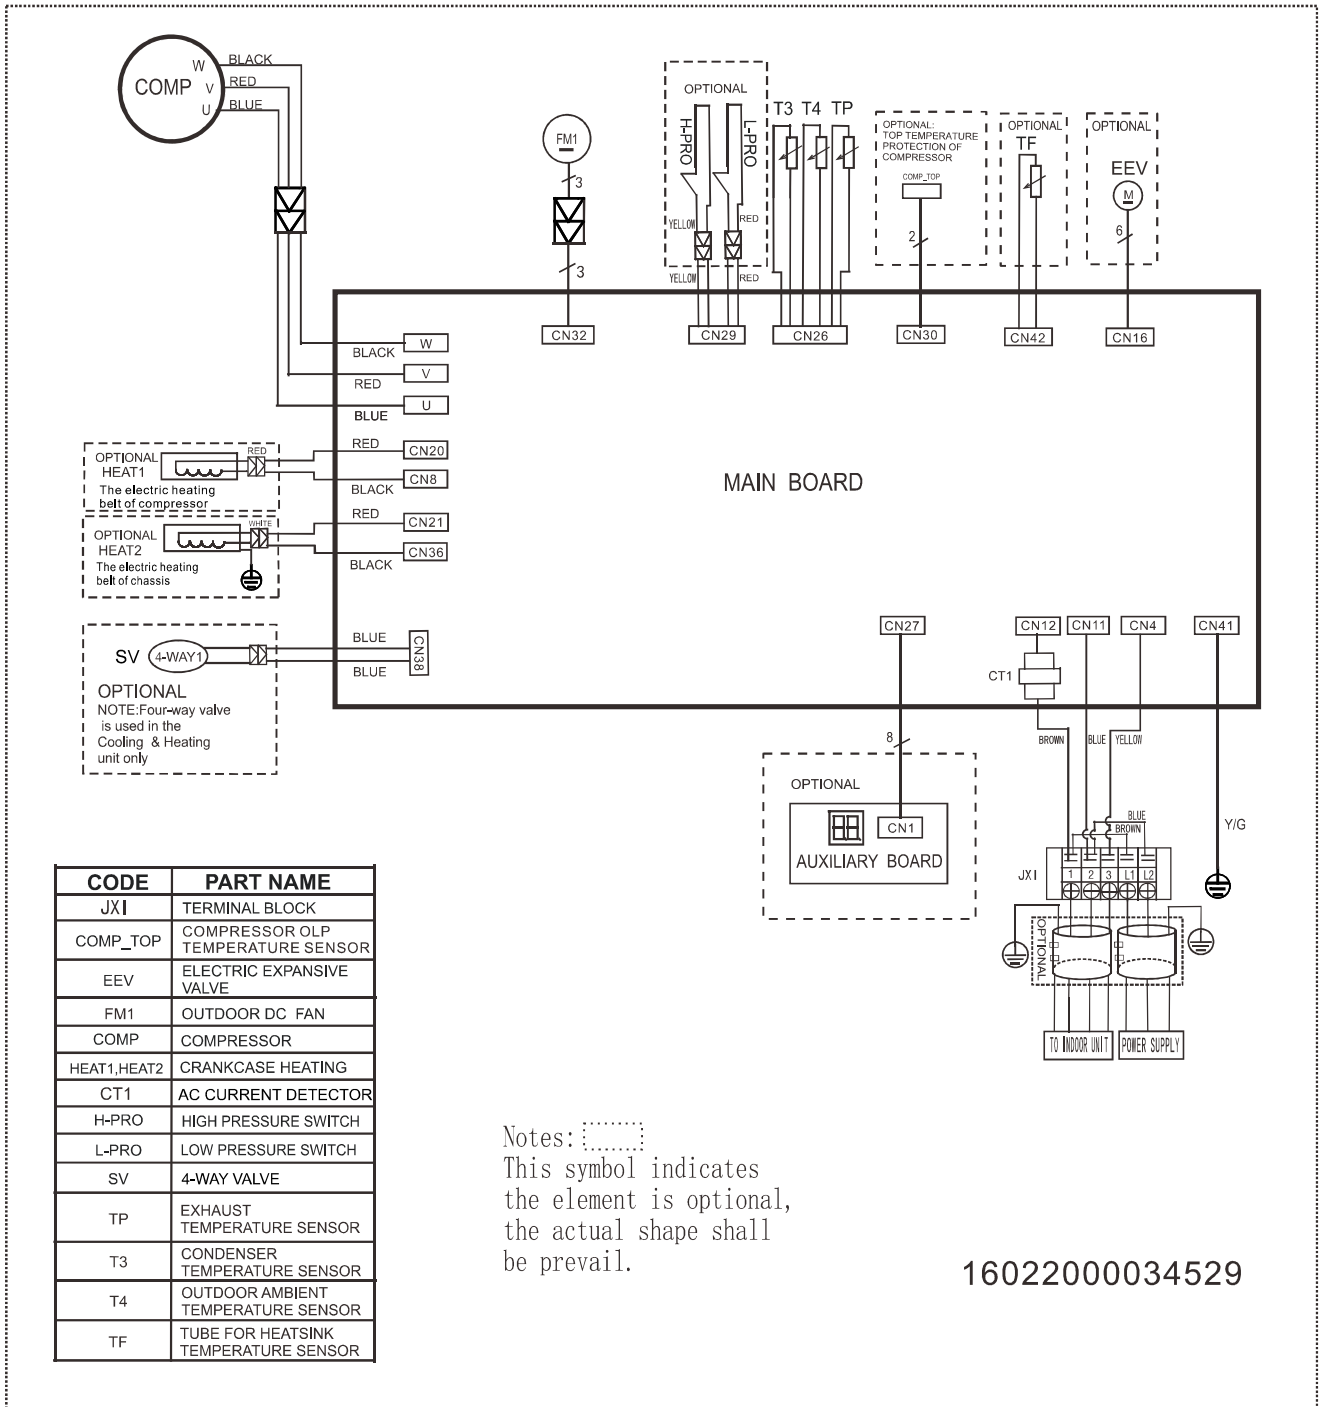 COMP
W
V
U
BLACK
RED
BLUE
FM1
3
3
OPTIONAL
H-PRO
L-PRO
YELLOW
RED
YELLOW
RED
T3 T4 TP
OPTIONAL:
TOP TEMPERATURE
PROTECTION OF
COMPRESSOR
COMP_TOP
2
OPTIONAL
TF
OPTIONAL
EEV
M
6
CN32
CN29
CN26
CN30
CN42
CN16
BLACK
W
RED
V
BLUE
U
OPTIONAL
HEAT1
RED
The electric heating
belt of compressor
RED
CN20
BLACK
CN8
OPTIONAL
HEAT2
WHITE
The electric heating
belt of chassis
RED
CN21
BLACK
CN36
MAIN BOARD
SV
4-WAY1
OPTIONAL
NOTE:Four-way valve
is used in the
Cooling & Heating
unit only
BLUE
BLUE
CN38
CN27
CN12
CN11
CN4
CN41
CT1
8
BROWN
BLUE
YELLOW
Y/G
OPTIONAL
CN1
AUXILIARY BOARD
BLUE
BROWN
JX1
1
2
3
L1
L2
OPTIONAL
TO INDOOR UNIT
POWER SUPPLY
CODE PART NAME
JX1 TERMINAL BLOCK
COMP_TOP COMPRESSOR OLP
TEMPERATURE SENSOR
EEV ELECTRIC EXPANSIVE
VALVE
FM1 OUTDOOR DC FAN
COMP COMPRESSOR
HEAT1,HEAT2 CRANKCASE HEATING
CT1 AC CURRENT DETECTOR
H-PRO HIGH PRESSURE SWITCH
L-PRO LOW PRESSURE SWITCH
SV 4-WAY VALVE
TP EXHAUST
TEMPERATURE SENSOR
T3 CONDENSER
TEMPERATURE SENSOR
T4 OUTDOOR AMBIENT
TEMPERATURE SENSOR
TF TUBE FOR HEATSINK
TEMPERATURE SENSOR
Notes:
This symbol indicates
the element is optional,
the actual shape shall
be prevail.
16022000034529